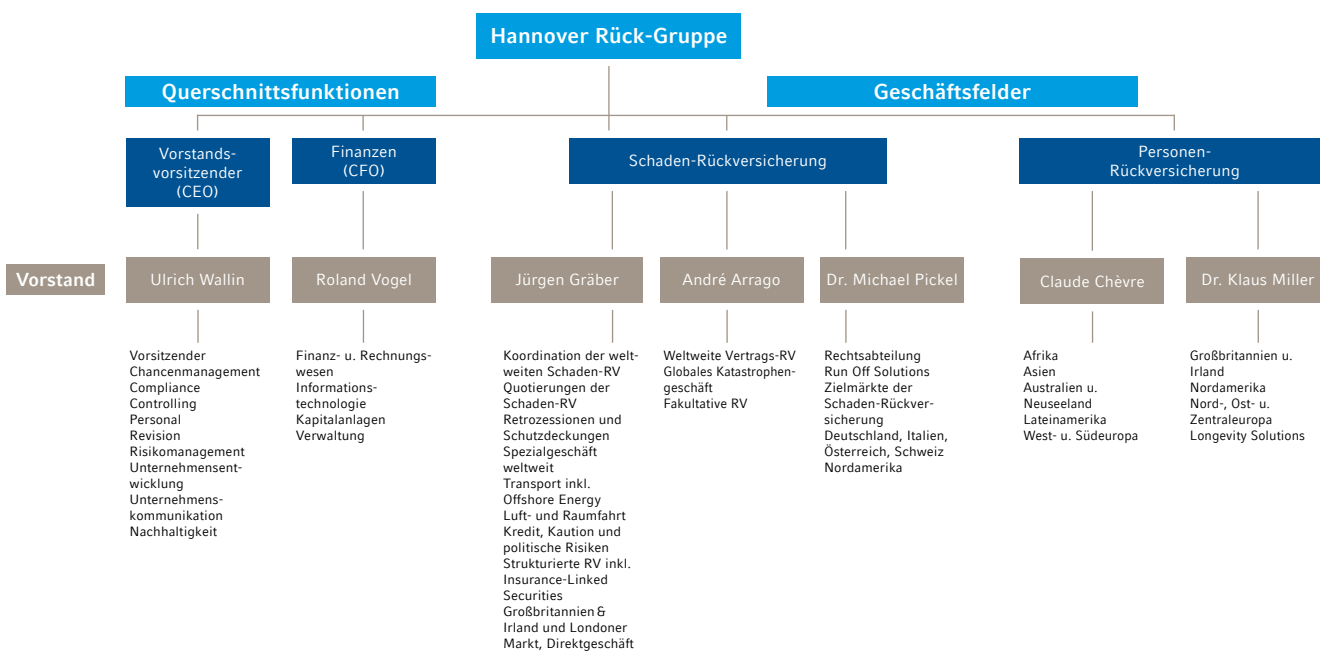 Hannover Rück-Gruppe
Querschnittsfunktionen
Geschäftsfelder
Vorstands-
vorsitzender
(CEO)
Finanzen
(CFO)
Schaden-Rückversicherung
Personen-
Rückversicherung
Vorstand
Ulrich Wallin
Roland Vogel
Jürgen Gräber
André Arrago
Dr. Michael Pickel
Claude Chèvre
Dr. Klaus Miller
Vorsitzender
Chancenmanagement
Compliance
Controlling
Personal
Revision
Risikomanagement
Unternehmensent-
wicklung
Unternehmens-
kommunikation
Nachhaltigkeit
Finanz- u. Rechnungs-
wesen
Informations-
technologie
Kapitalanlagen
Verwaltung
Koordination der welt-
weiten Schaden-RV
Quotierungen der
Schaden-RV
Retrozessionen und
Schutzdeckungen
Spezialgeschäft
weltweit
Transport inkl.
Offshore Energy
Luft- und Raumfahrt
Kredit, Kaution und
politische Risiken
Strukturierte RV inkl.
Insurance-Linked
Securities
Großbritannien &
Irland und Londoner
Markt, Direktgeschäft
Weltweite Vertrags-RV
Globales Katastrophen-
geschäft
Fakultative RV
Rechtsabteilung
Run Off Solutions
Zielmärkte der
Schaden-Rückver-
sicherung
Deutschland, Italien,
Österreich, Schweiz
Nordamerika
Afrika
Asien
Australien u.
Neuseeland
Lateinamerika
West- u. Südeuropa
Großbritannien u.
Irland
Nordamerika
Nord-, Ost- u.
Zentraleuropa
Longevity Solutions